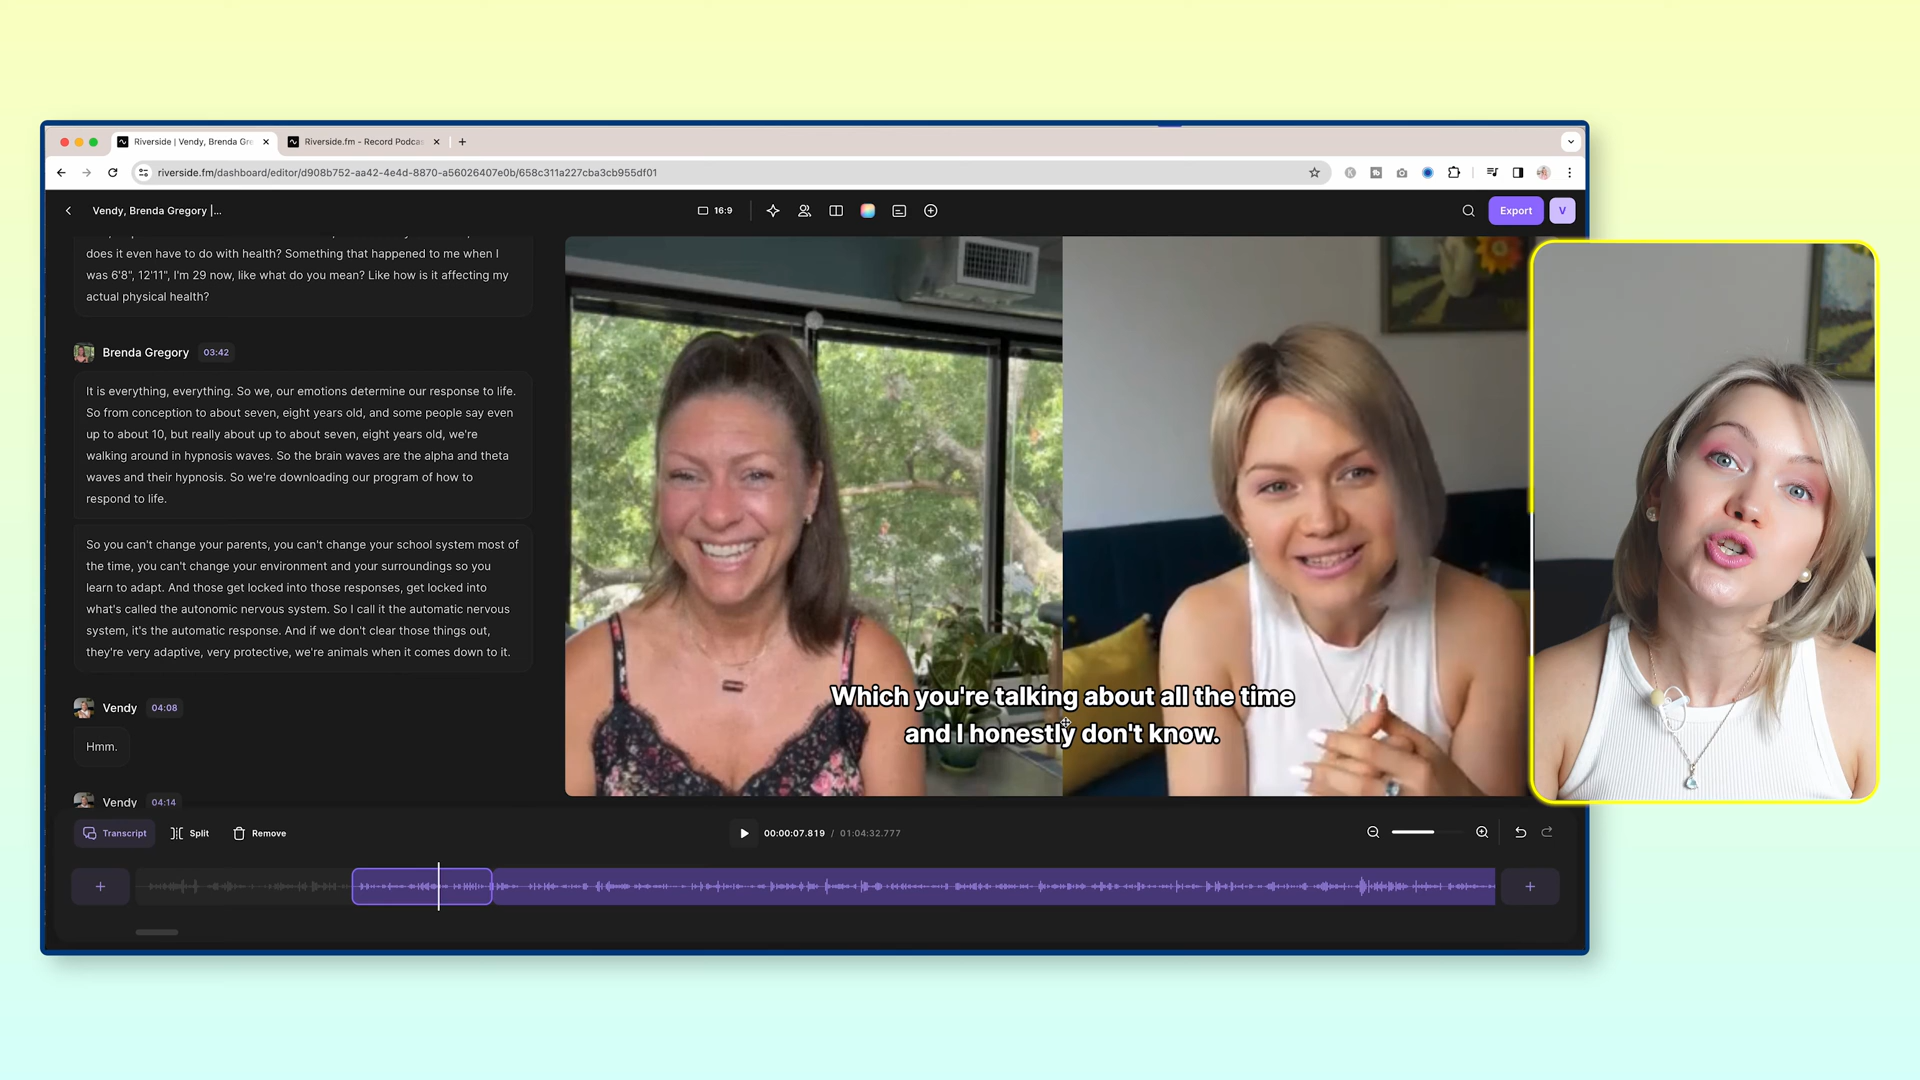 Riverside | Vendy, Brenda Gre
Riverside.fm - Record Podca
riverside.fm/dashboard/editor/d908b752-aa42-4e4d-8870-a56026407e0b/658c311a227cba3cb955df01
Vendy, Brenda Gregory |...
16:9
Export
V
does it even have to do with health? Something that happened to me when I
was 6'8", 12'11", I'm 29 now, like what do you mean? Like how is it affecting my
actual physical health?
Brenda Gregory 03:42
It is everything, everything. So we, our emotions determine our response to life.
So from conception to about seven, eight years old, and some people say even
up to about 10, but really about up to about seven, eight years old, we're
walking around in hypnosis waves. So the brain waves are the alpha and theta
waves and their hypnosis. So we're downloading our program of how to
respond to life.
So you can't change your parents, you can't change your school system most of
the time, you can't change your environment and your surroundings so you
learn to adapt. And those get locked into those responses, get locked into
what's called the autonomic nervous system. So I call it the automatic nervous
system, it's the automatic response. And if we don't clear those things out,
they're very adaptive, very protective, we're animals when it comes down to it.
Vendy 04:08
Hmm.
Vendy 04:14
Which you're talking about all the time
and I honestly don't know.
Transcript
Split
Remove
00:00:07.819 / 01:04:32.777